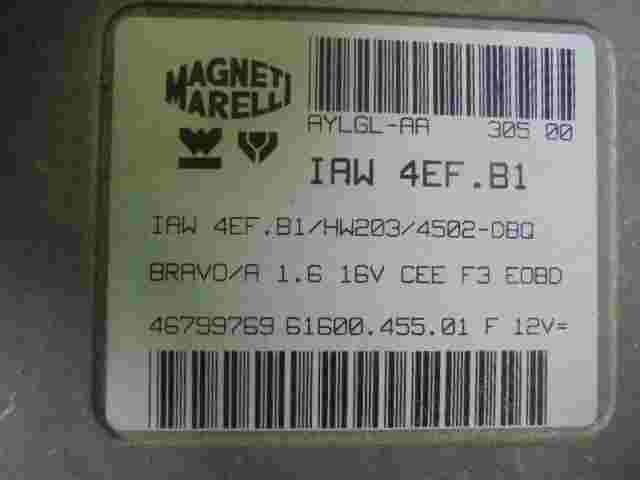 MAGNETI
MARELLI
AYLGL-AA 305 00
IAW 4EF.B1
IAW 4EF.B1/HW203/4502-DBQ
BRAVO/A 1.6 16V CEE F3 EOBD
46799769 61600.455.01 F 12V=